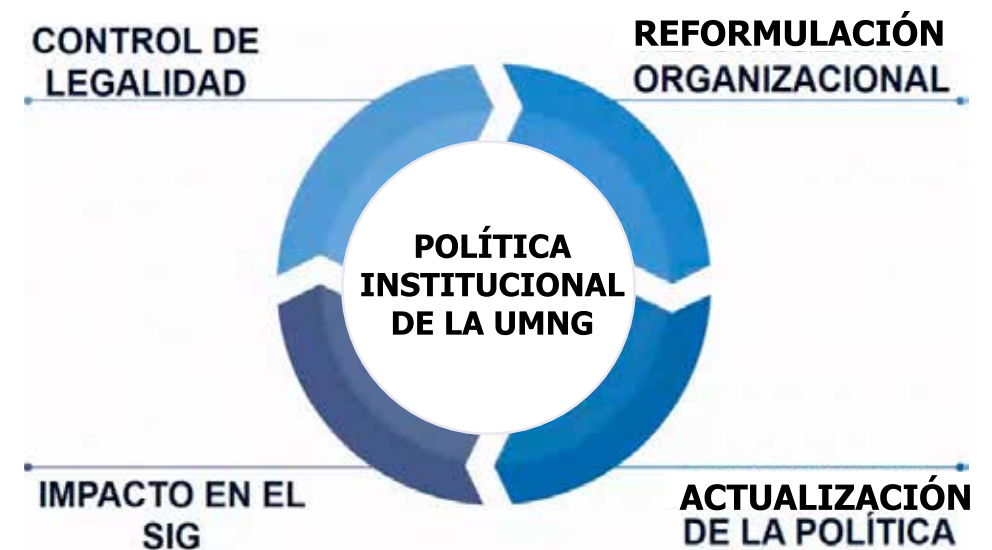 CONTROL DE
LEGALIDAD
REFORMULACIÓN
ORGANIZACIONAL
POLÍTICA
INSTITUCIONAL
DE LA UMNG
IMPACTO EN EL
SIG
ACTUALIZACIÓN
DE LA POLÍTICA